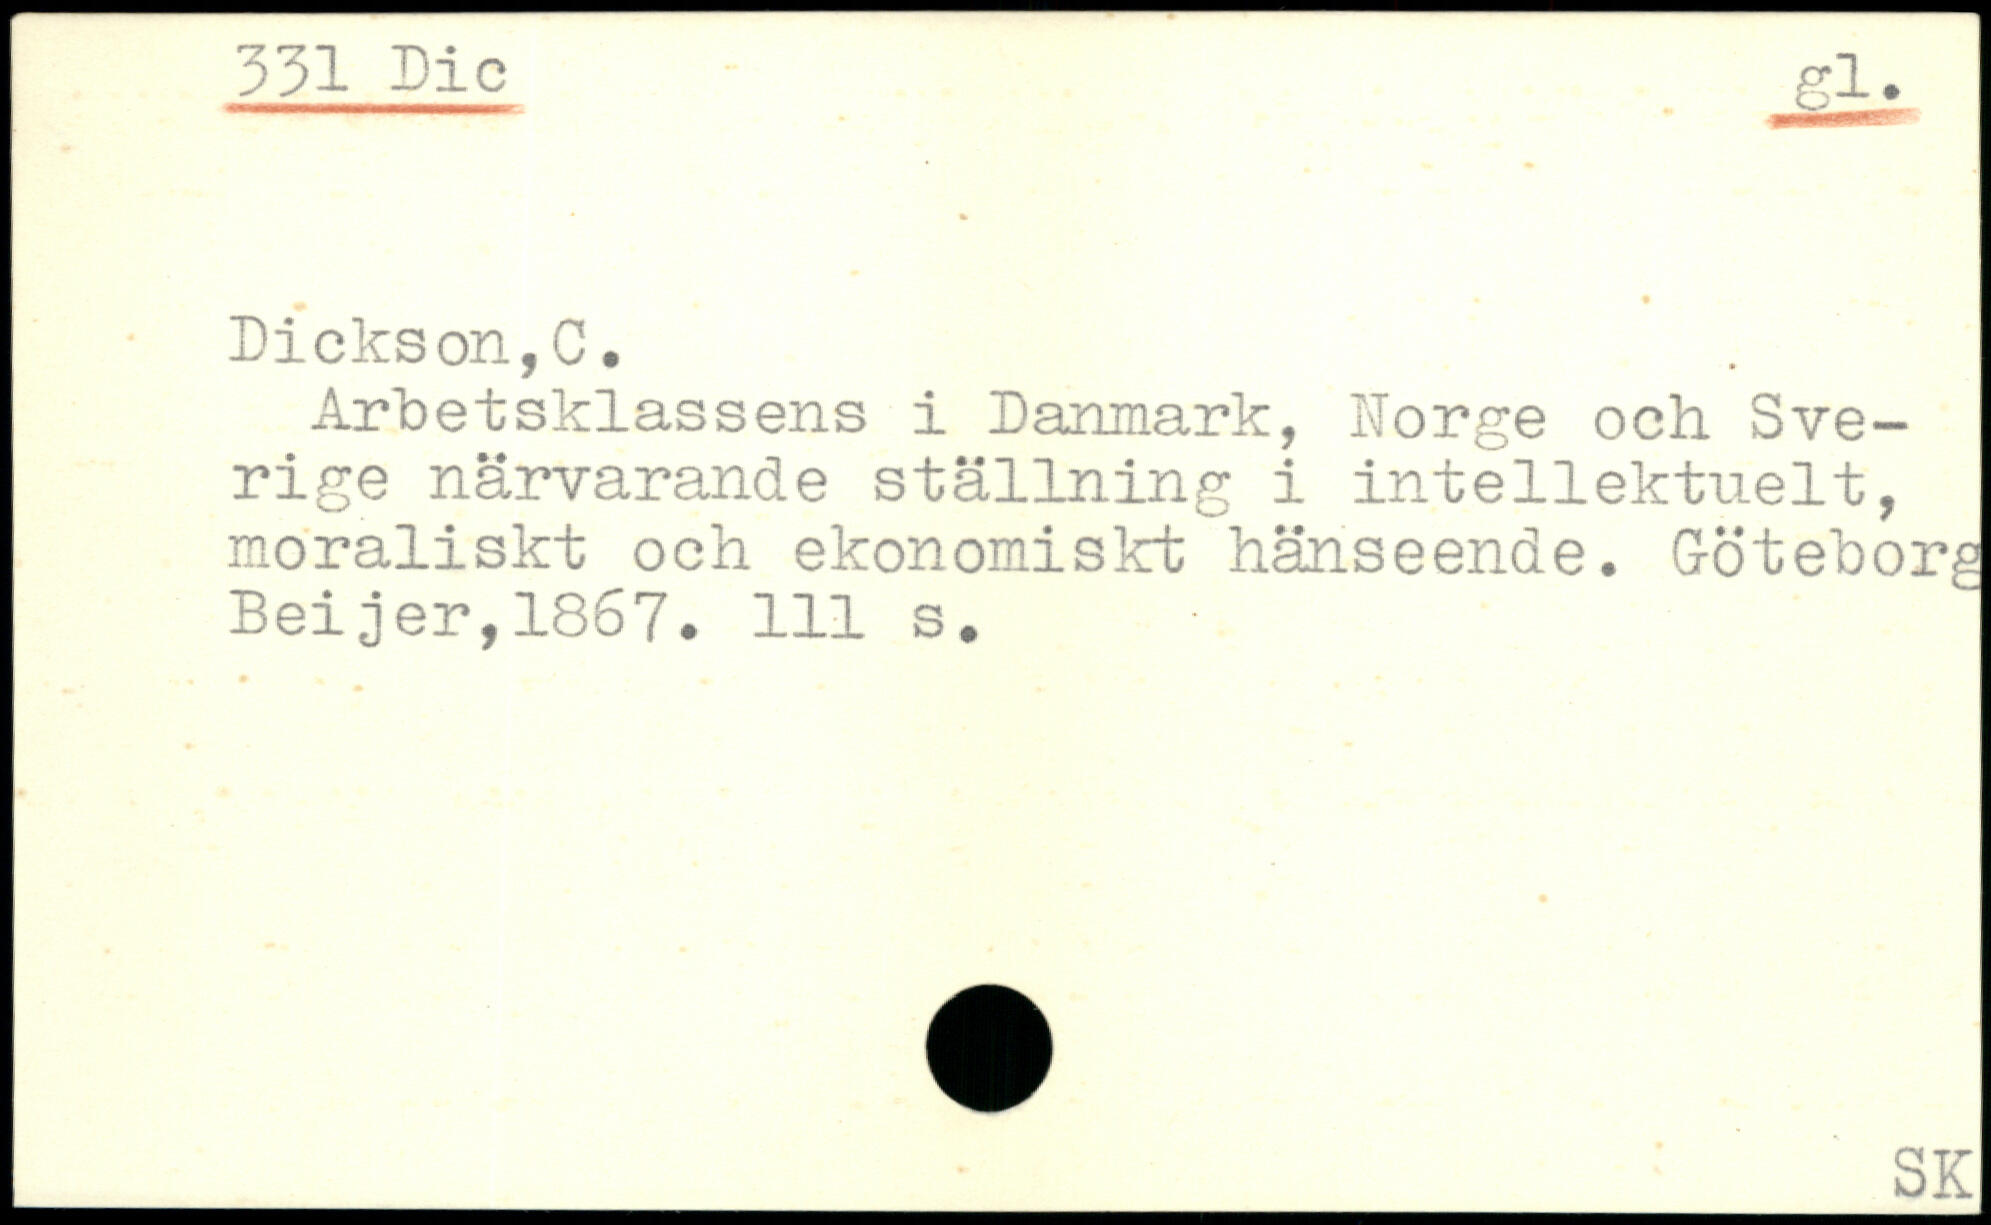 331 Dic
gl.
Dickson,C.
Arbetsklassens i Danmark, Norge och Sve-
rige närvarande ställning i intellektuelt,
moraliskt och ekonomiskt hänseende. Göteborg
Beijer,1867. 111 s.
SK